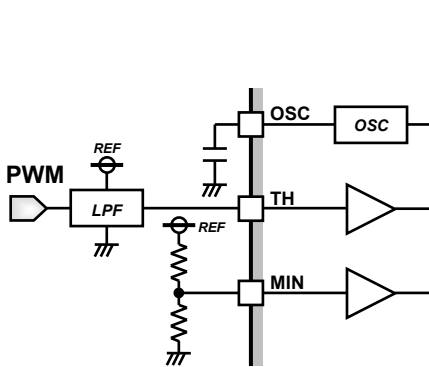 OSC
OSC
REF
PWM
LPF
TH
REF
MIN